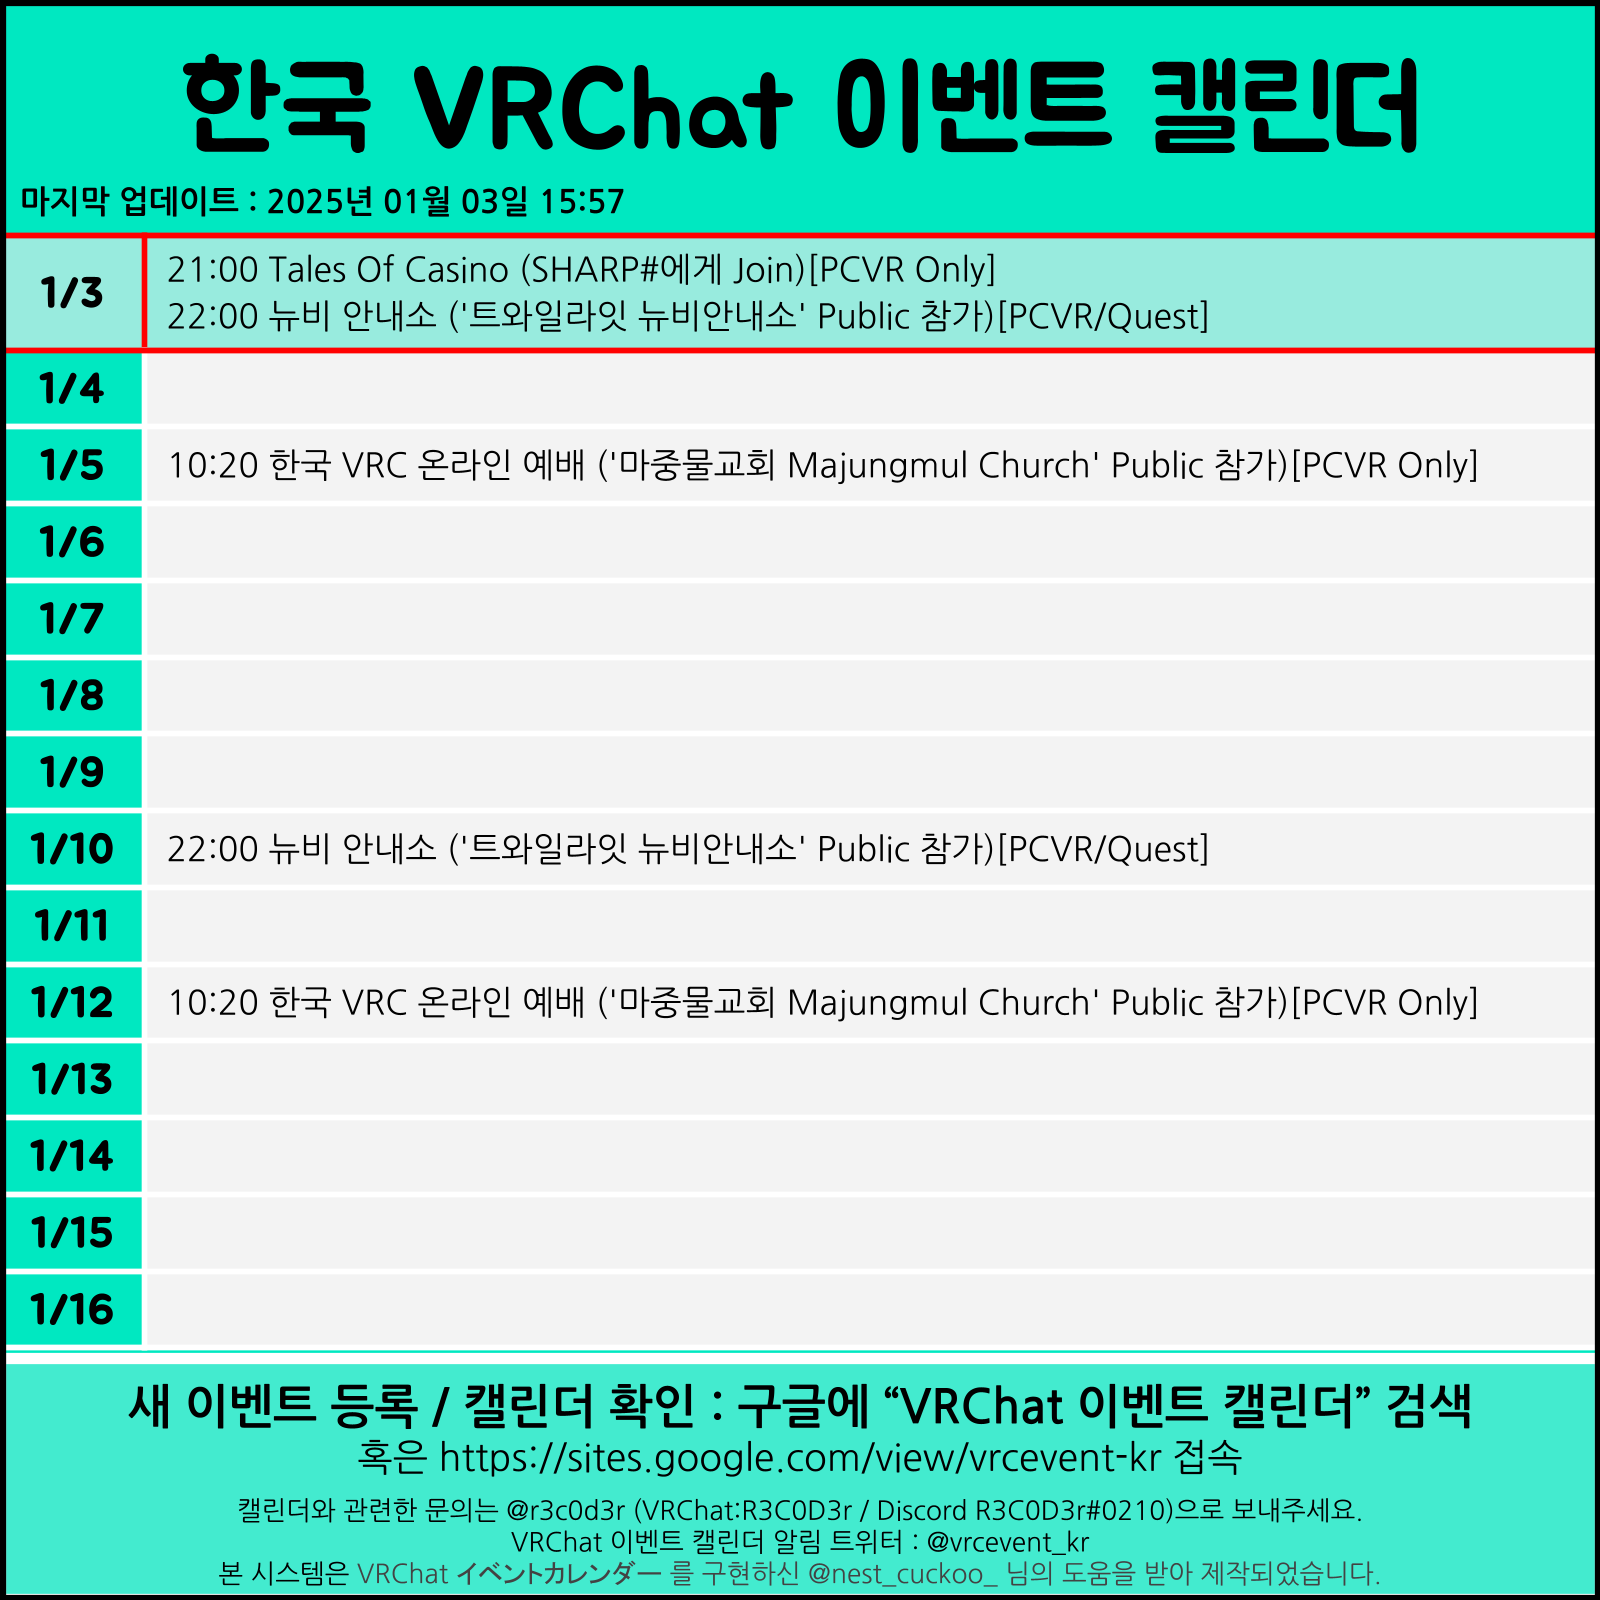 한국 VRChat 이벤트 캘린더
마지막 업데이트 : 2025년 01월 03일 15:57
1/3
21:00 Tales Of Casino (SHARP#에게 Join)[PCVR Only]
22:00 뉴비 안내소 ('트와일라잇 뉴비안내소' Public 참가)[PCVR/Quest]
1/4
1/5
10:20 한국 VRC 온라인 예배 ('마중물교회 Majungmul Church' Public 참가)[PCVR Only]
1/6
1/7
1/8
1/9
1/10
22:00 뉴비 안내소 ('트와일라잇 뉴비안내소' Public 참가)[PCVR/Quest]
1/11
1/12
10:20 한국 VRC 온라인 예배 ('마중물교회 Majungmul Church' Public 참가)[PCVR Only]
1/13
1/14
1/15
1/16
새 이벤트 등록 / 캘린더 확인 : 구글에 “VRChat 이벤트 캘린더” 검색
혹은 https://sites.google.com/view/vrcevent-kr 접속
캘린더와 관련한 문의는 @r3c0d3r (VRChat:R3C0D3r / Discord R3C0D3r#0210)으로 보내주세요.
VRChat 이벤트 캘린더 알림 트위터 : @vrcevent_kr
본 시스템은 VRChat イベントカレンダー 를 구현하신 @nest_cuckoo_ 님의 도움을 받아 제작되었습니다.